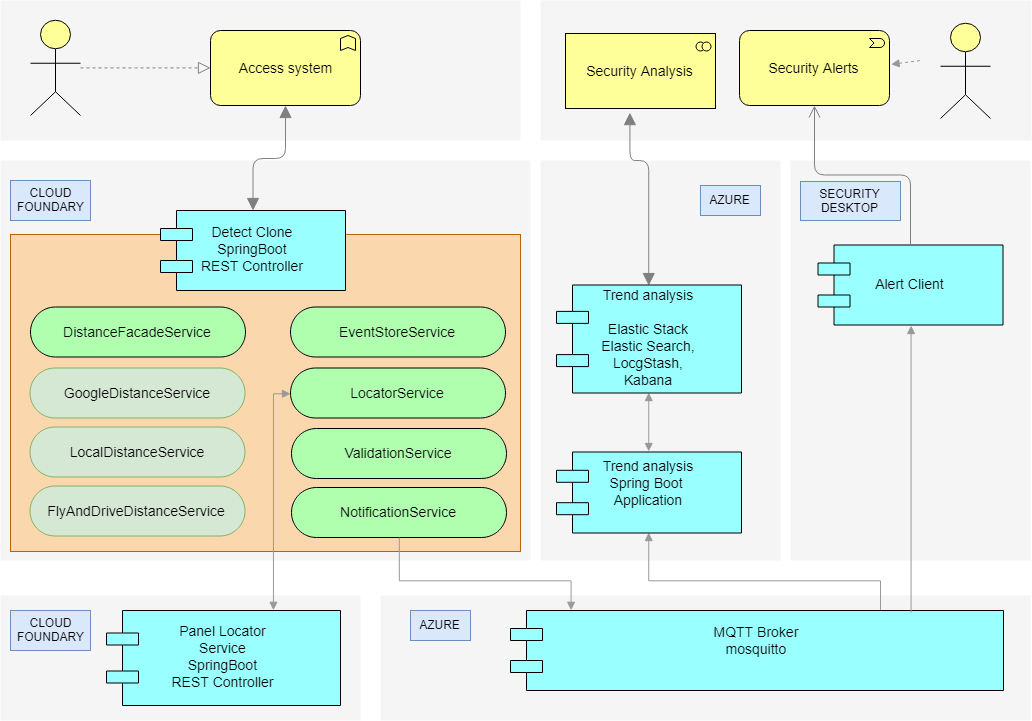 Access system
Security Analysis
Security Alerts
CLOUD
FOUNDARY
Detect Clone
SpringBoot
REST Controller
DistanceFacadeService
EventStoreService
GoogleDistanceService
LocatorService
LocalDistanceService
ValidationService
FlyAndDriveDistanceService
NotificationService
AZURE
Trend analysis
Elastic Stack
Elastic Search,
LocgStash,
Kabana
Trend analysis
Spring Boot
Application
SECURITY
DESKTOP
Alert Client
CLOUD
FOUNDARY
Panel Locator
Service
SpringBoot
REST Controller
AZURE
MQTT Broker
mosquitto